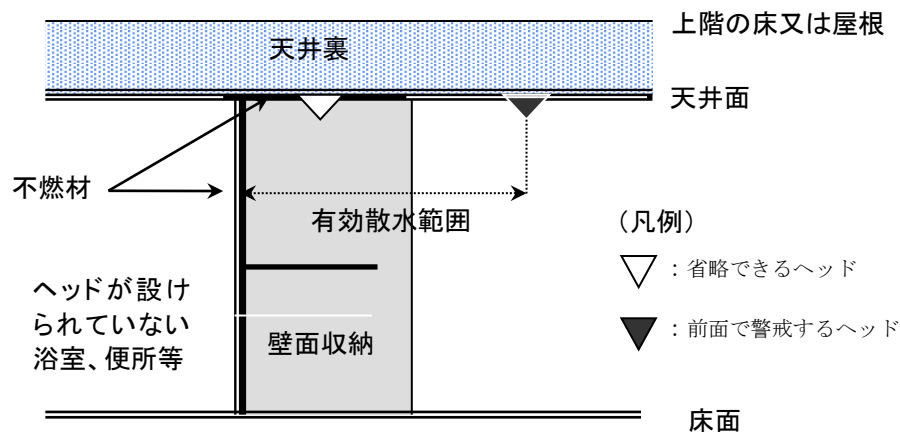 上階の床又は屋根
天井裏
天井面
不燃材
有効散水範囲
(凡例)
:省略できるヘッド
:前面で警戒するヘッド
ヘッドが設け
られていない
浴室、便所等
壁面収納
床面